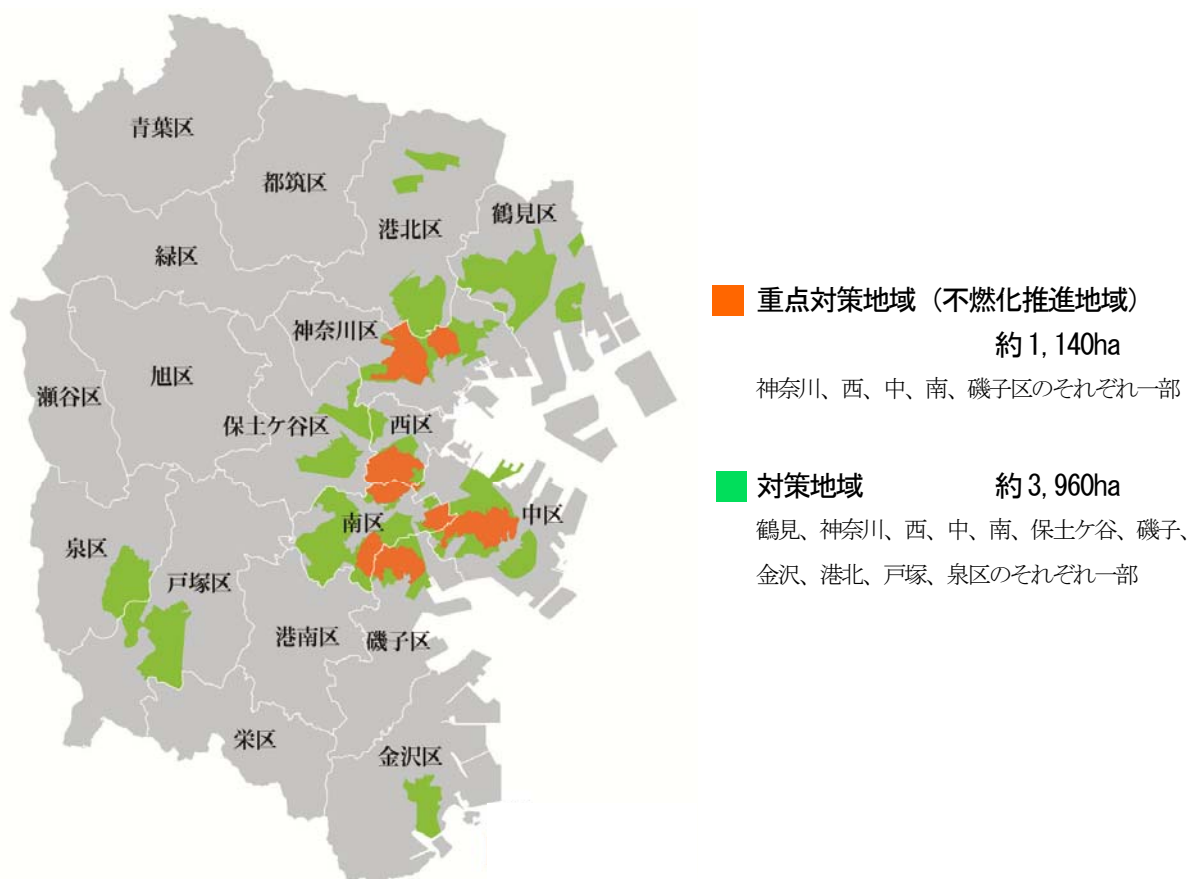 青葉区
都筑区
港北区
鶴見区
緑区
神奈川区
旭区
瀬谷区
保土ケ谷区
西区
南区
中区
泉区
戸塚区
港南区
磯子区
栄区
金沢区
重点対策地域（不燃化推進地域）
約1,140ha
神奈川、西、中、南、磯子区のそれぞれ一部
対策地域 約3,960ha
鶴見、神奈川、西、中、南、保土ケ谷、磯子、
金沢、港北、戸塚、泉区のそれぞれ一部